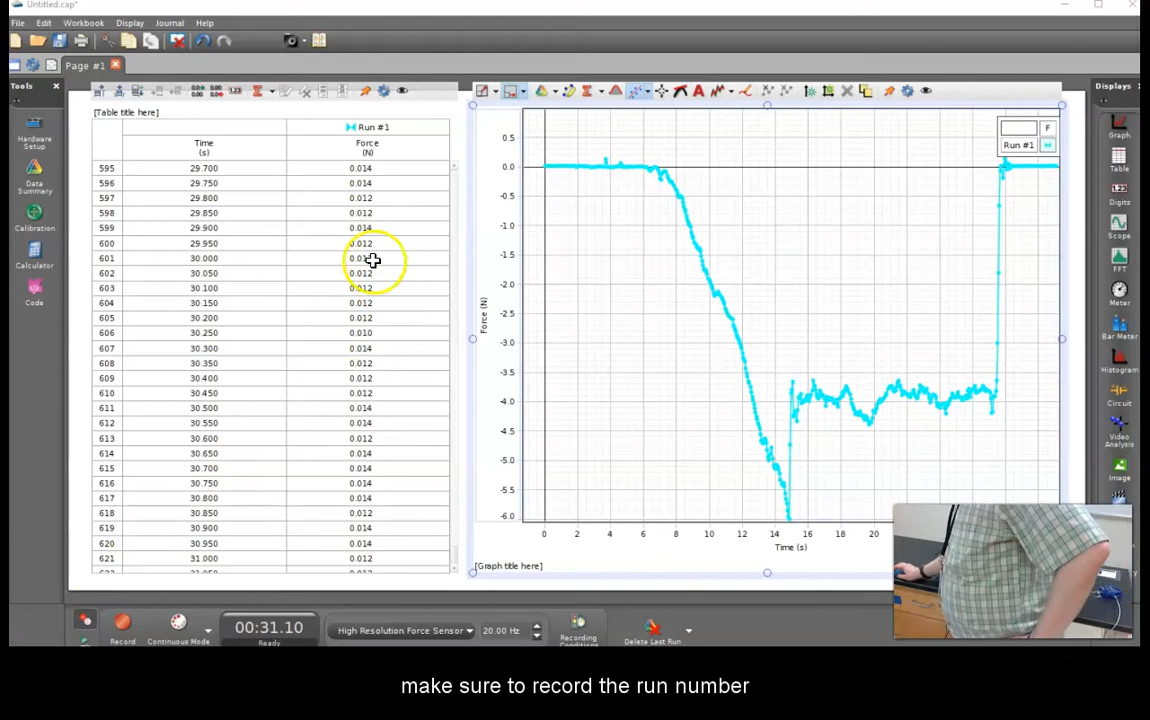 Untitled.cap*
File Edit Workbook Display Journal Help
Page #1
Tools
Displays
Hardware Setup
Data Summary
Calibration
Calculator
Code
[Table title here]
Run #1
Time (s) Force (N)
595 29.700 0.014
596 29.750 0.014
597 29.800 0.012
598 29.850 0.012
599 29.900 0.014
600 29.950 0.012
601 30.000
602 30.050 0.012
603 30.100 0.012
604 30.150 0.012
605 30.200 0.012
606 30.250 0.010
607 30.300 0.014
608 30.350 0.012
609 30.400 0.012
610 30.450 0.012
611 30.500 0.014
612 30.550 0.014
613 30.600 0.012
614 30.650 0.014
615 30.700 0.014
616 30.750 0.014
617 30.800 0.014
618 30.850 0.012
619 30.900 0.014
620 30.950 0.014
621 31.000 0.012
F
Run #1
Force (N)
0.5
0.0
-0.5
-1.0
-1.5
-2.0
-2.5
-3.0
-3.5
-4.0
-4.5
-5.0
-5.5
-6.0
0 2 4 6 8 10 12 14 16 18 20
Time (s)
[Graph title here]
Graph
Table
Digits
Scope
FFT
Meter
Bar Meter
Histogram
Circuit
Video Analysis
Image
Record
Continuous Mode
00:31.10
Ready
High Resolution Force Sensor
20.00 Hz
Recording Conditions
Delete Last Run
make sure to record the run number